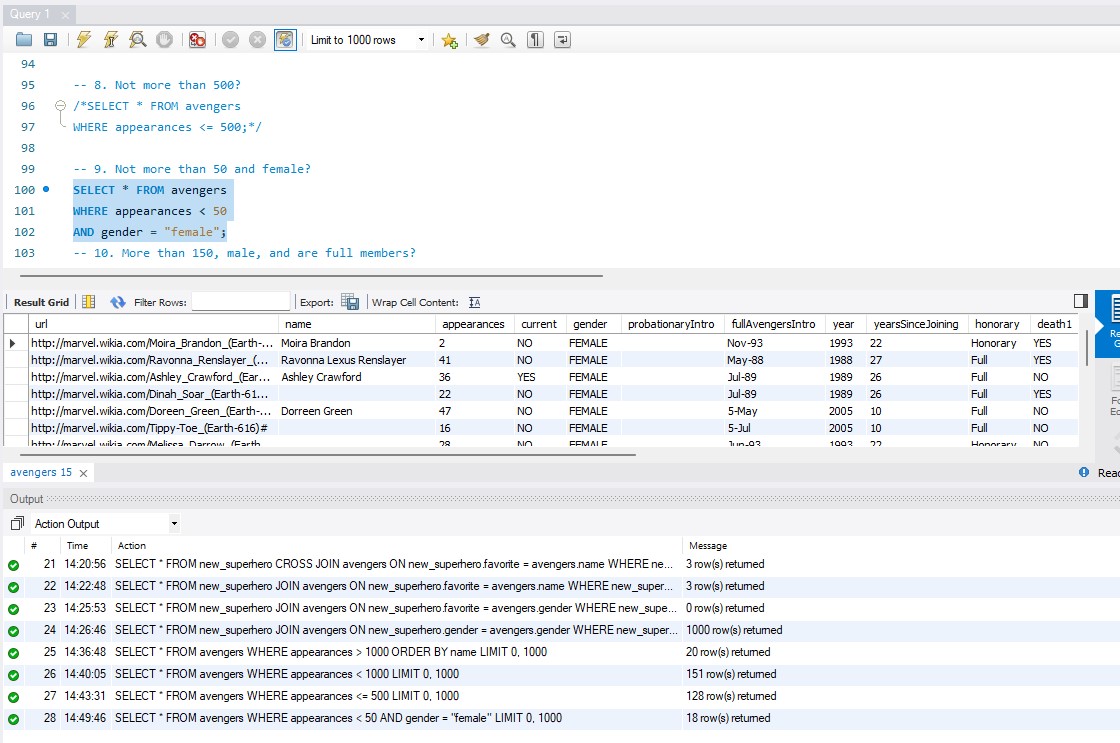 Query 1
Limit to 1000 rows
94
95 -- 8. Not more than 500?
96 /*SELECT * FROM avengers
97 WHERE appearances <= 500;*/
98
99 -- 9. Not more than 50 and female?
100 SELECT * FROM avengers
101 WHERE appearances < 50
102 AND gender = "female";
103 -- 10. More than 150, male, and are full members?
Result Grid Filter Rows: Export: Wrap Cell Content:
url name appearances current gender probationaryIntro fullAvengersIntro year yearsSinceJoining honorary death1
http://marvel.wikia.com/Moira_Brandon_(Earth-... Moira Brandon 2 NO FEMALE Nov-93 1993 22 Honorary YES
http://marvel.wikia.com/Ravonna_Renslayer_(... Ravonna Lexus Renslayer 41 NO FEMALE May-88 1988 27 Full YES
http://marvel.wikia.com/Ashley_Crawford_(Ear... Ashley Crawford 36 YES FEMALE Jul-89 1989 26 Full NO
http://marvel.wikia.com/Dinah_Soar_(Earth-61... 22 NO FEMALE Jul-89 1989 26 Full YES
http://marvel.wikia.com/Doreen_Green_(Earth-... Dorreen Green 47 NO FEMALE 5-May 2005 10 Full NO
http://marvel.wikia.com/Tippy-Toe_(Earth-616)# 16 NO FEMALE 5-Jul 2005 10 Full NO
http://marvel.wikia.com/Melissa_Darrow_(Earth... 28 NO FEMALE Jun-93 1993 22 Honorary NO
avengers 15
Output
Action Output
# Time Action Message
21 14:20:56 SELECT * FROM new_superhero CROSS JOIN avengers ON new_superhero.favorite = avengers.name WHERE ne... 3 row(s) returned
22 14:22:48 SELECT * FROM new_superhero JOIN avengers ON new_superhero.favorite = avengers.name WHERE new_super... 3 row(s) returned
23 14:25:53 SELECT * FROM new_superhero JOIN avengers ON new_superhero.favorite = avengers.gender WHERE new_supe... 0 row(s) returned
24 14:26:46 SELECT * FROM new_superhero JOIN avengers ON new_superhero.gender = avengers.gender WHERE new_super... 1000 row(s) returned
25 14:36:48 SELECT * FROM avengers WHERE appearances > 1000 ORDER BY name LIMIT 0, 1000 20 row(s) returned
26 14:40:05 SELECT * FROM avengers WHERE appearances < 1000 LIMIT 0, 1000 151 row(s) returned
27 14:43:31 SELECT * FROM avengers WHERE appearances <= 500 LIMIT 0, 1000 128 row(s) returned
28 14:49:46 SELECT * FROM avengers WHERE appearances < 50 AND gender = "female" LIMIT 0, 1000 18 row(s) returned